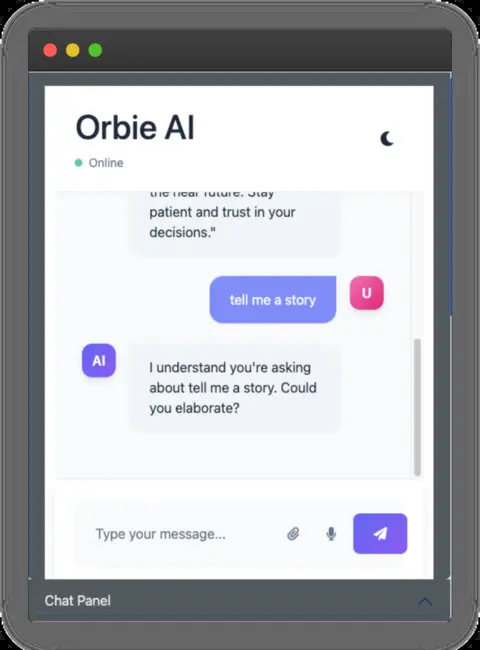 Orbie AI
Online
the near future. Stay
patient and trust in your
decisions."
tell me a story
U
AI
I understand you're asking
about tell me a story. Could
you elaborate?
Type your message...
Chat Panel